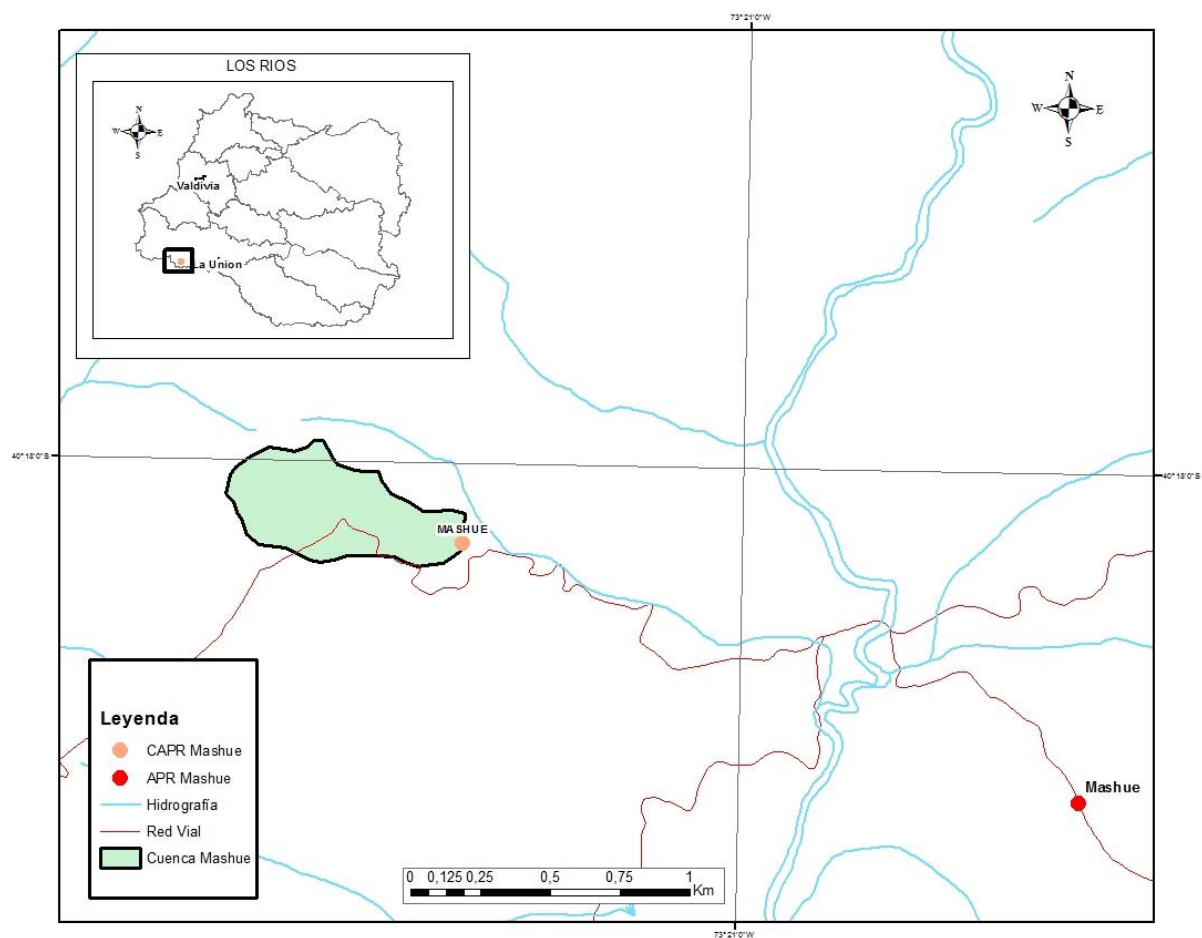 73°21'0"W
LOS RIOS
N
W E
S
Valdivia
La Union
N
W E
S
40°18'0"S
40°18'0"S
MASHUE
Leyenda
CAPR Mashue
APR Mashue
Hidrografía
Red Vial
Cuenca Mashue
Mashue
0 0,125 0,25 0,5 0,75 1
Km
73°21'0"W